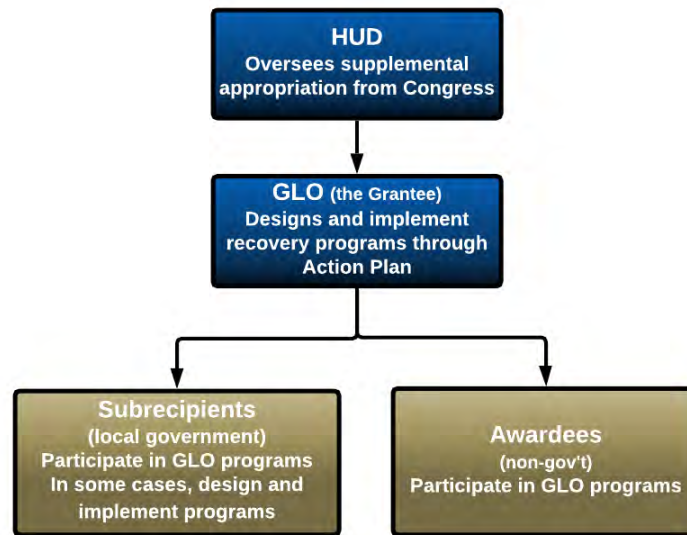 HUD
Oversees supplemental
appropriation from Congress
GLO (the Grantee)
Designs and implement
recovery programs through
Action Plan
Subrecipients
(local government)
Participate in GLO programs
In some cases, design and
implement programs
Awardees
(non-gov't)
Participate in GLO programs